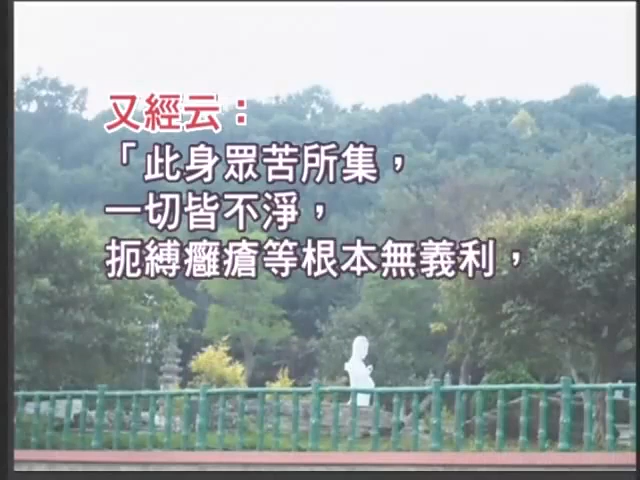 又經云：
「此身眾苦所集，
一切皆不淨，
扼縛癰瘡等根本無義利，